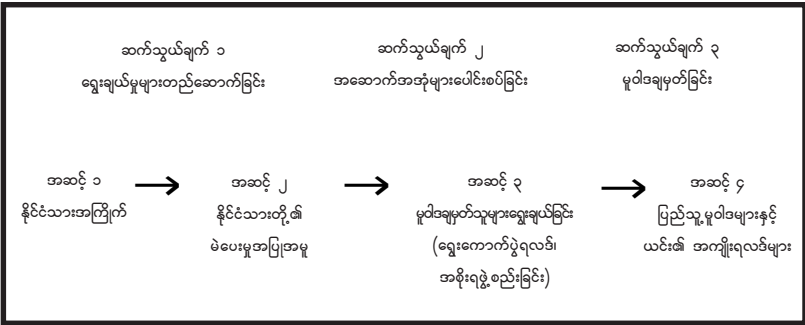 ဆက်သွယ်ချက် ၁
ရွေးချယ်မှုများတည်ဆောက်ခြင်း
ဆက်သွယ်ချက် ၂
အဆောက်အအုံများပေါင်းစပ်ခြင်း
ဆက်သွယ်ချက် ၃
မူဝါဒချမှတ်ခြင်း
အဆင့် ၁
နိုင်ငံသားအကြိုက်
အဆင့် ၂
နိုင်ငံသားတို့၏
မဲပေးမှုအပြုအမူ
အဆင့် ၃
မူဝါဒချမှတ်သူများရွေးချယ်ခြင်း
(ရွေးကောက်ပွဲရလဒ်၊
အစိုးရဖွဲ့စည်းခြင်း)
အဆင့် ၄
ပြည်သူ့မူဝါဒများနှင့်
ယင်း၏ အကျိုးရလဒ်များ